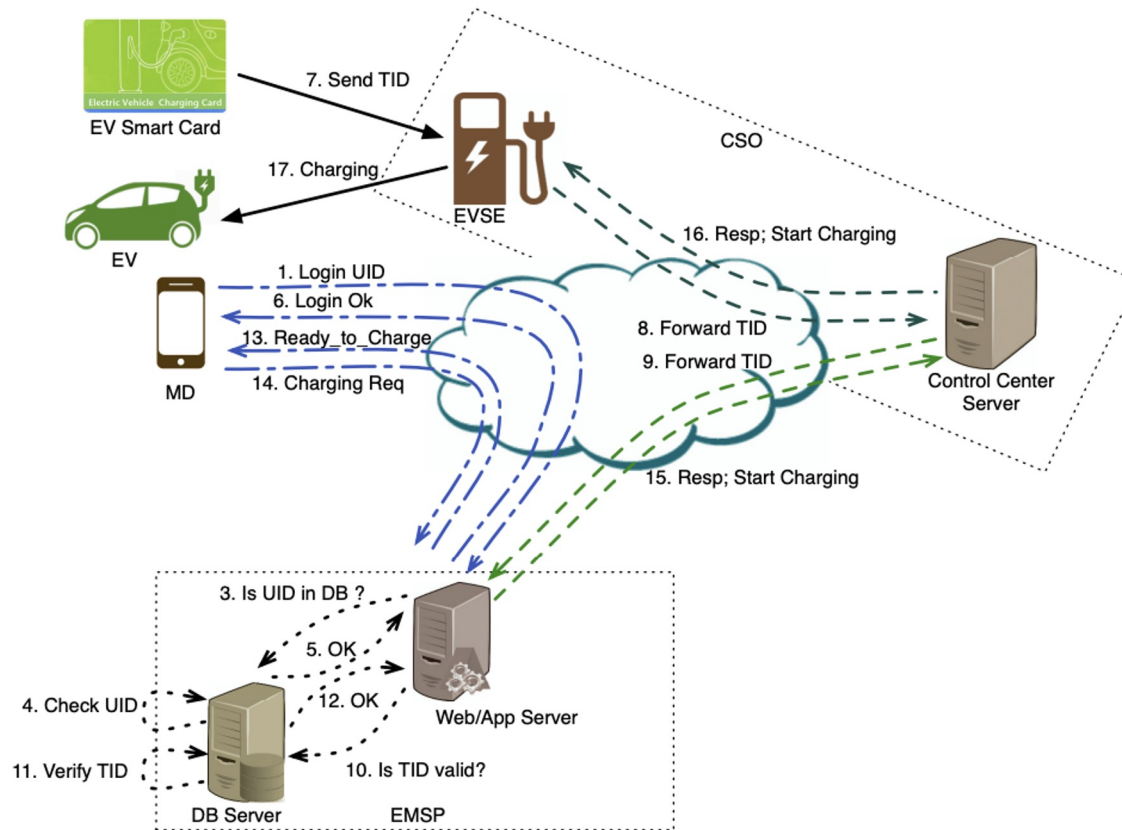 7. Send TID
Electric Vehicle Charging Card
EV Smart Card
CSO
17. Charging
EVSE
EV
16. Resp; Start Charging
1. Login UID
6. Login Ok
8. Forward TID
13. Ready_to_Charge
9. Forward TID
14. Charging Req
MD
Control Center
Server
15. Resp; Start Charging
3. Is UID in DB ?
5. OK
4. Check UID
12. OK
Web/App Server
11. Verify TID
10. Is TID valid?
DB Server
EMSP